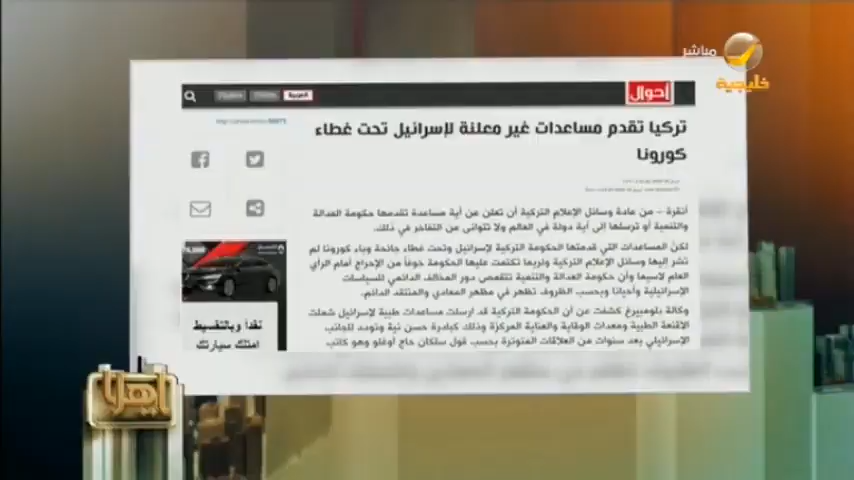 مباشر
خليجية
أحوال
تركيا تقدم مساعدات غير معلنة لإسرائيل تحت غطاء
كورونا
أنقرة – من عادة وسائل الإعلام التركية أن تعلن عن أية مساعدة تقدمها حكومة العدالة
والتنمية أو ترسلها إلى أية دولة في العالم ولا تتوانى عن التفاخر في ذلك.
لكن المساعدات التي قدمتها الحكومة التركية لإسرائيل وتحت غطاء جائحة وباء كورونا لم
تشر إليها وسائل الإعلام التركية ولربما تكتمت عليها الحكومة خوفاً من الإحراج أمام الرأي
العام لاسيما وأن حكومة العدالة والتنمية تتقمص دور المخالف الدائمي للسياسات
الإسرائيلية وأحيانا وبحسب الظروف تظهر في مظهر المعادي والمنتقد الدائم.
وكالة بلومبيرغ كشفت عن أن الحكومة التركية قد ارسلت مساعدات طبية لإسرائيل شملت
الأقنعة الطبية ومعدات الوقاية والعناية المركزة وذلك كبادرة حسن نية وتودد للجانب
الإسرائيلي بعد سنوات من العلاقات المتوترة بحسب قول سلكان حاج أوغلو وهو كاتب
نقداً وبالتقسيط
امتلك سيارتك
ياهلا